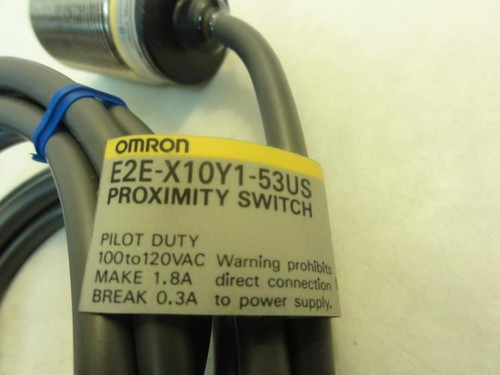 OMRON
E2E-X10Y1-53US
PROXIMITY SWITCH
PILOT DUTY
100to120VAC Warning prohibits
MAKE 1.8A direct connection
BREAK 0.3A to power supply.